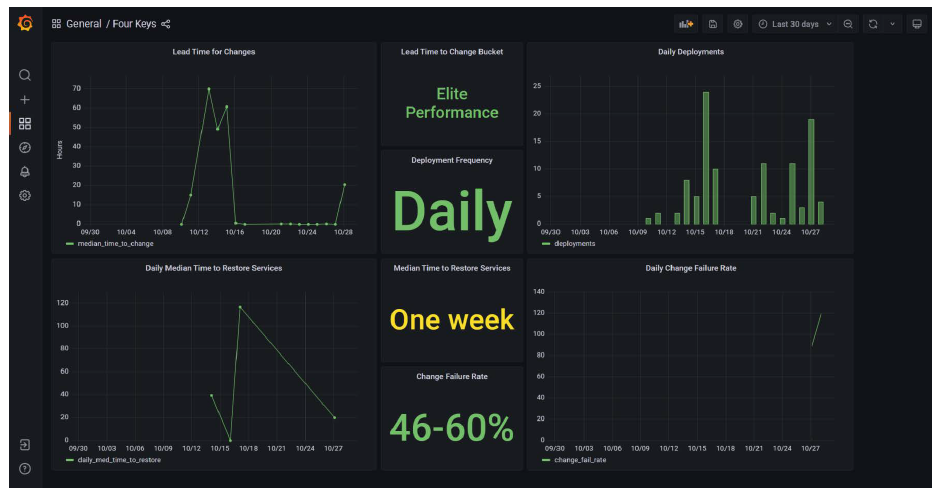 General / Four Keys
Last 30 days
Lead Time for Changes
Hours
70
60
50
40
30
20
10
0
09/30 10/04 10/08 10/12 10/16 10/20 10/24 10/28
median_time_to_change
Lead Time to Change Bucket
Elite
Performance
Deployment Frequency
Daily
Daily Deployments
25
20
15
10
5
0
09/30 10/03 10/06 10/09 10/12 10/15 10/18 10/21 10/24 10/27
deployments
Daily Median Time to Restore Services
120
100
80
60
40
20
0
09/30 10/03 10/06 10/09 10/12 10/15 10/18 10/21 10/24 10/27
daily_med_time_to_restore
Median Time to Restore Services
One week
Change Failure Rate
46-60%
Daily Change Failure Rate
140
120
100
80
60
40
20
0
09/30 10/03 10/06 10/09 10/12 10/15 10/18 10/21 10/24 10/27
change_fail_rate